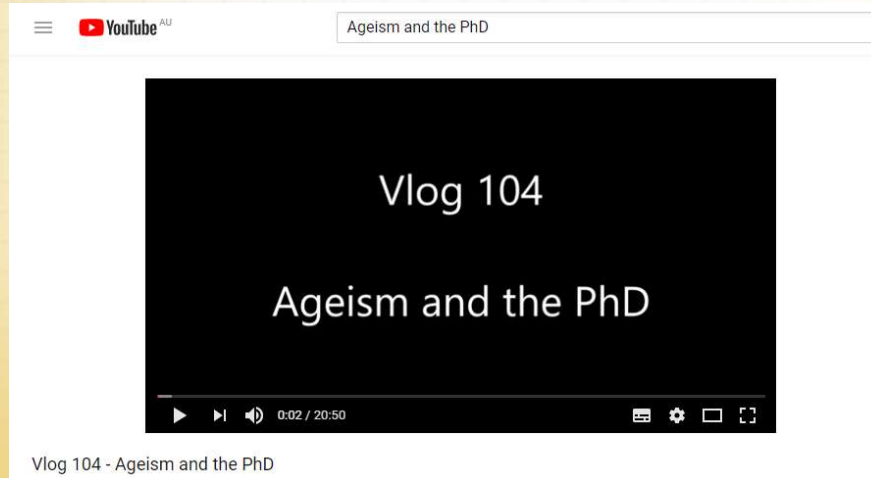 YouTube AU
Ageism and the PhD
Vlog 104
Ageism and the PhD
0:02 / 20:50
Vlog 104 - Ageism and the PhD